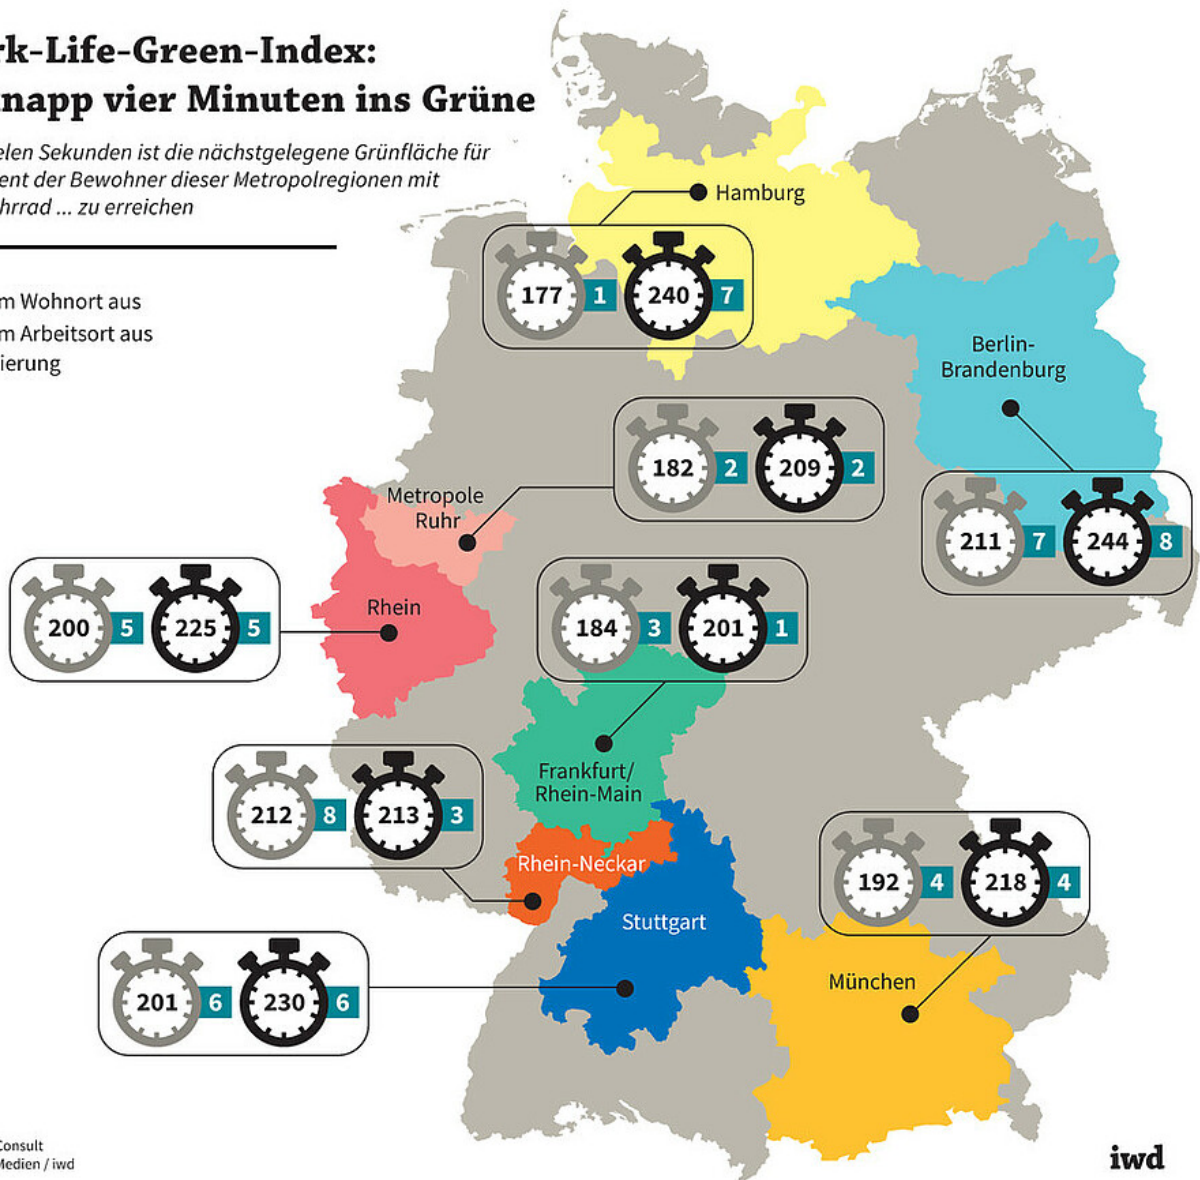 rk-Life-Green-Index:
napp vier Minuten ins Grüne
elen Sekunden ist die nächstgelegene Grünfläche für
ent der Bewohner dieser Metropolregionen mit
hrrad ... zu erreichen
m Wohnort aus
m Arbeitsort aus
ierung
Hamburg
177 1 240 7
Berlin-
Brandenburg
211 7 244 8
Metropole
Ruhr
182 2 209 2
Rhein
200 5 225 5
184 3 201 1
Frankfurt/
Rhein-Main
212 8 213 3
Rhein-Neckar
Stuttgart
201 6 230 6
192 4 218 4
München
Consult
Medien / iwd
iwd